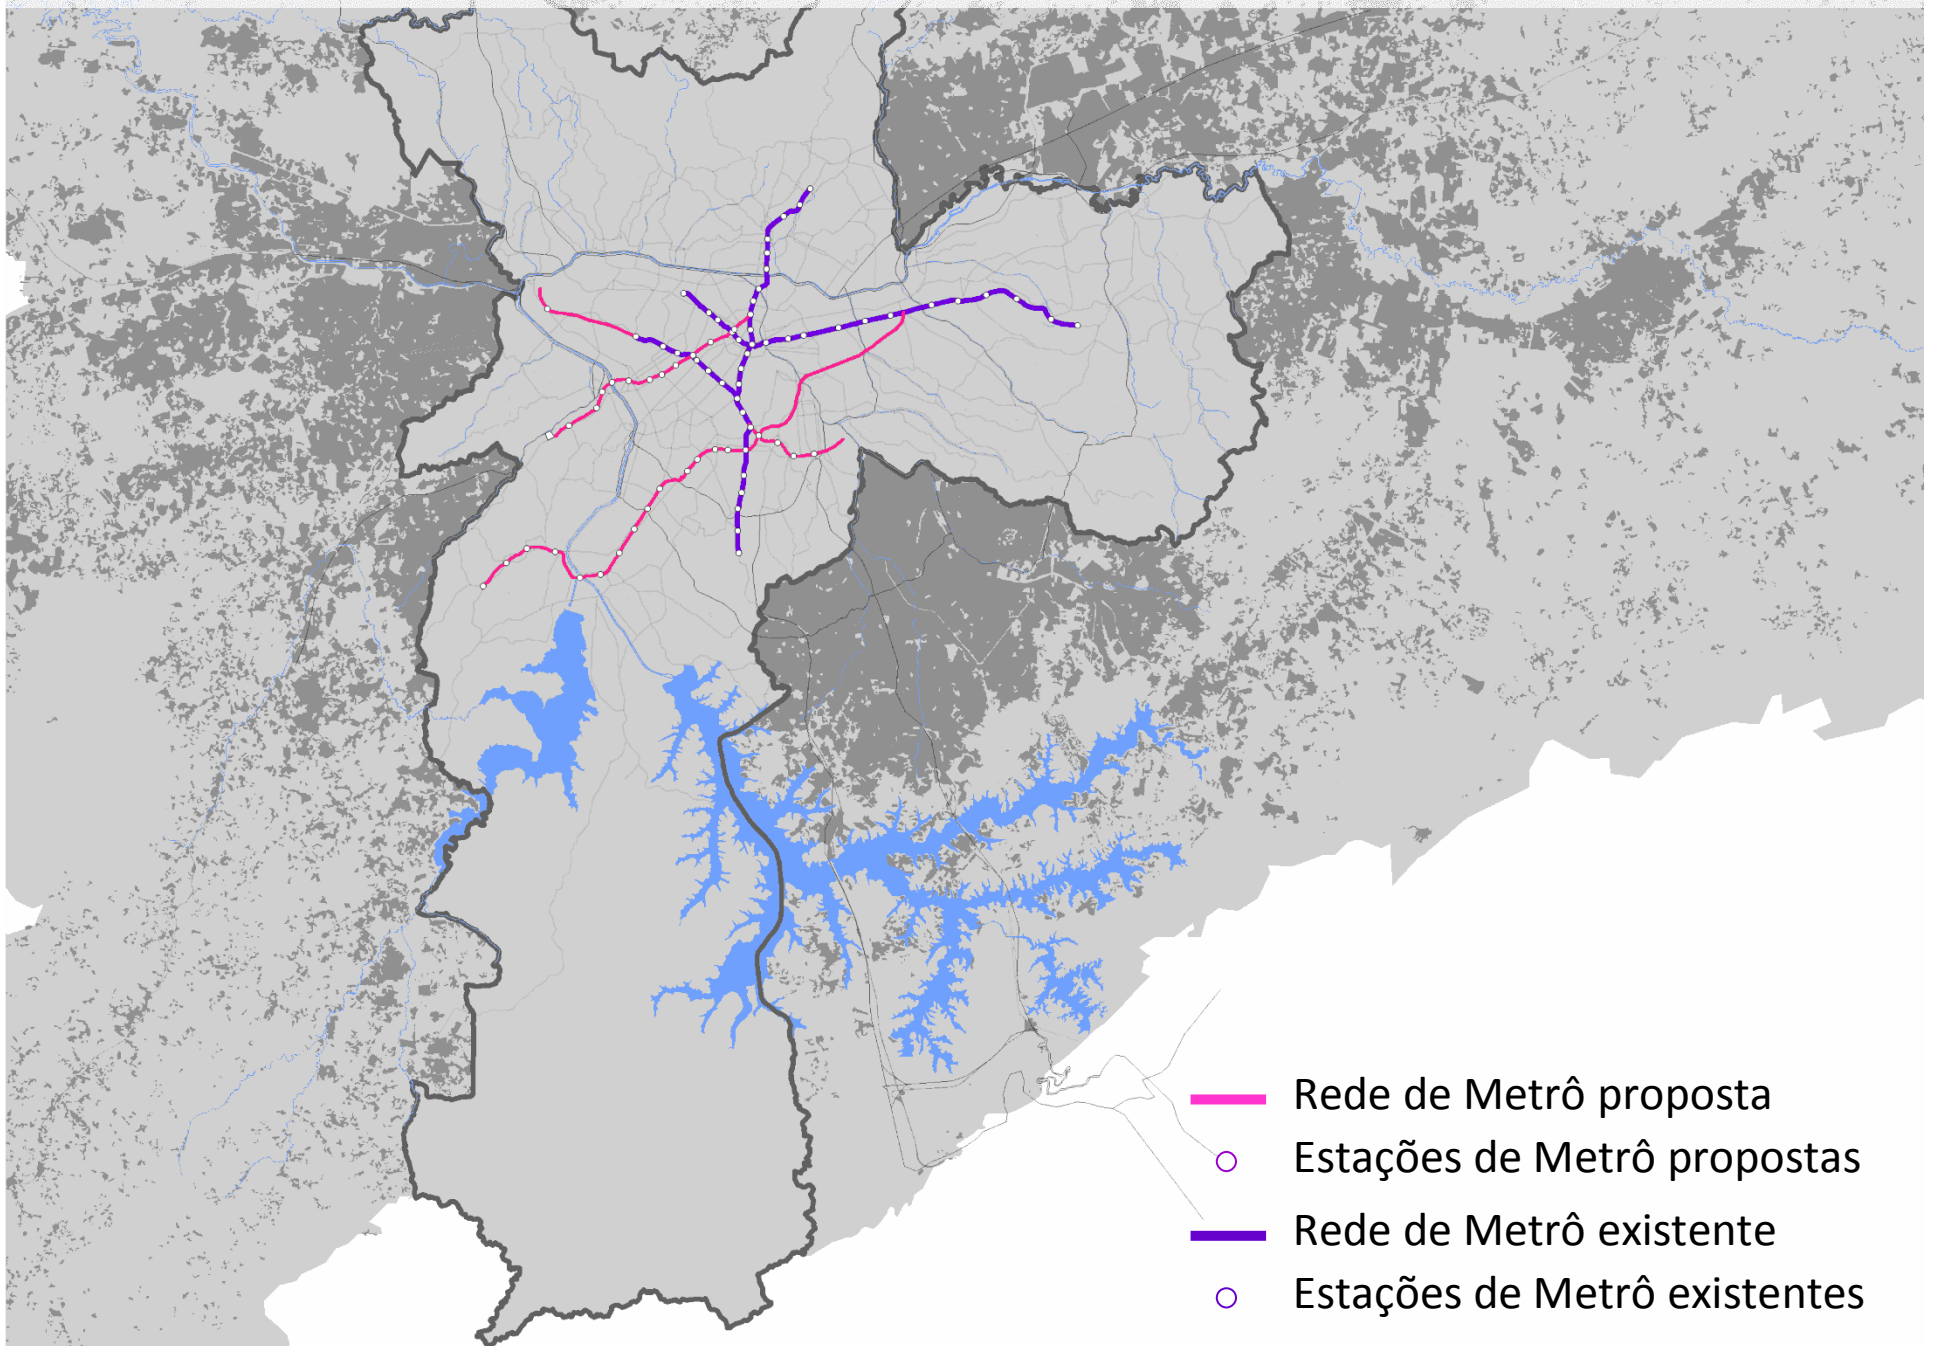 Rede de Metrô proposta
Estações de Metrô propostas
Rede de Metrô existente
Estações de Metrô existentes